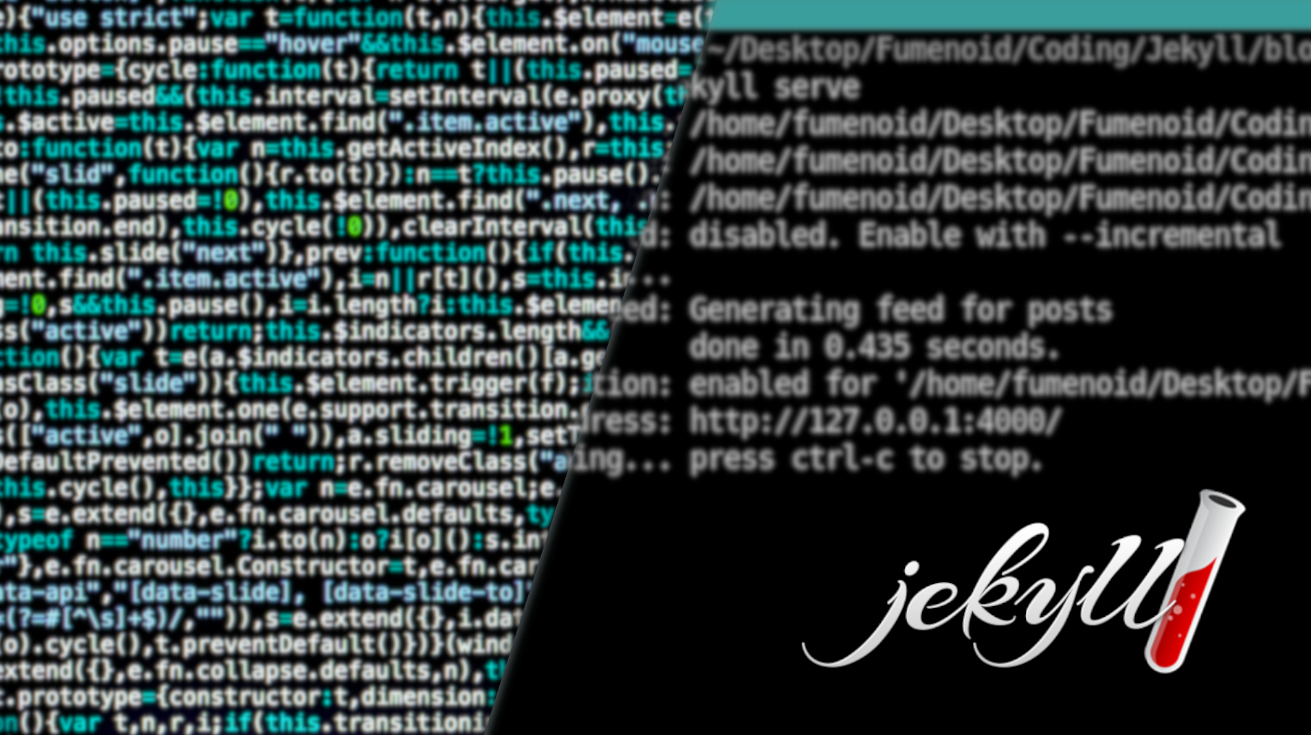 ){"use strict";var t=function(t,n){this.$element=e(t
this.options.pause=="hover"&&this.$element.on("mouse
rototype={cycle:function(t){return t||(this.paused=
this.paused&&(this.interval=setInterval(e.proxy(th
s.$active=this.$element.find(".item.active"),this.
to:function(t){var n=this.getActiveIndex(),r=this
ne("slid",function(){r.to(t)}):n==t?this.pause().
t||(this.paused=!0),this.$element.find(".next, .
ansition.end),this.cycle(!0)),clearInterval(this
rn this.slide("next")},prev:function(){if(this.
ment.find(".item.active"),i=n||r[t](),s=this.in
g=!0,s&&this.pause(),i=i.length?i:this.$elemen
ss("active"))return;this.$indicators.length&&
ction(){var t=e(a.$indicators.children()[a.ge
asClass("slide")){this.$element.trigger(f);i
(o),this.$element.one(e.support.transition.
s(["active",o].join(" ")),a.sliding=!1,setT
DefaultPrevented())return;r.removeClass("a
this.cycle(),this}};var n=e.fn.carousel;e.
),s=e.extend({},e.fn.carousel.defaults,ty
typeof n=="number"?i.to(n):o?i[o]():s.int
"},e.fn.carousel.Constructor=t,e.fn.car
ata-api","[data-slide], [data-slide-to]
=(?=#[^\s]+$)/,"")),s=e.extend({},i.dat
(o).cycle(),t.preventDefault()})}(wind
extend({},e.fn.collapse.defaults,n),th
t.prototype={constructor:t,dimension:
on(){var t,n,r,i;if(this.transitioni
~/Desktop/Fumenoid/Coding/Jekyll/blo
kyll serve
/home/fumenoid/Desktop/Fumenoid/Codin
/home/fumenoid/Desktop/Fumenoid/Codin
: /home/fumenoid/Desktop/Fumenoid/Codin
d: disabled. Enable with --incremental
...
ed: Generating feed for posts
done in 0.435 seconds.
tion: enabled for '/home/fumenoid/Desktop/F
dress: http://127.0.0.1:4000/
ing... press ctrl-c to stop.
jekyll